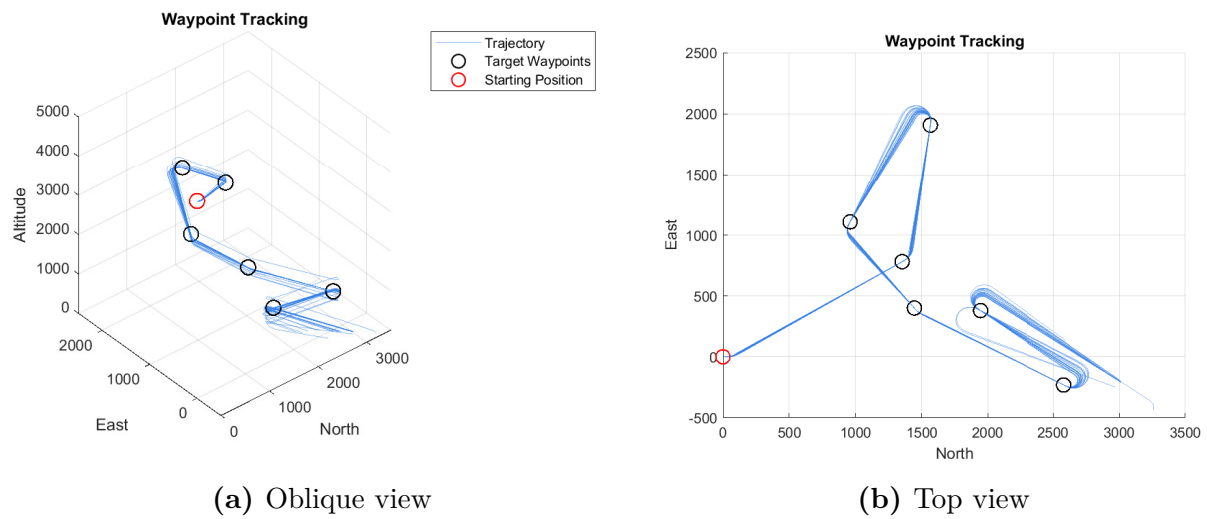 Waypoint Tracking
Trajectory
Target Waypoints
Starting Position
5000
4000
3000
2000
1000
0
Altitude
2000
1000
0
East
0
1000
2000
3000
North
(a) Oblique view
Waypoint Tracking
2500
2000
1500
1000
500
0
-500
East
0
500
1000
1500
2000
2500
3000
3500
North
(b) Top view